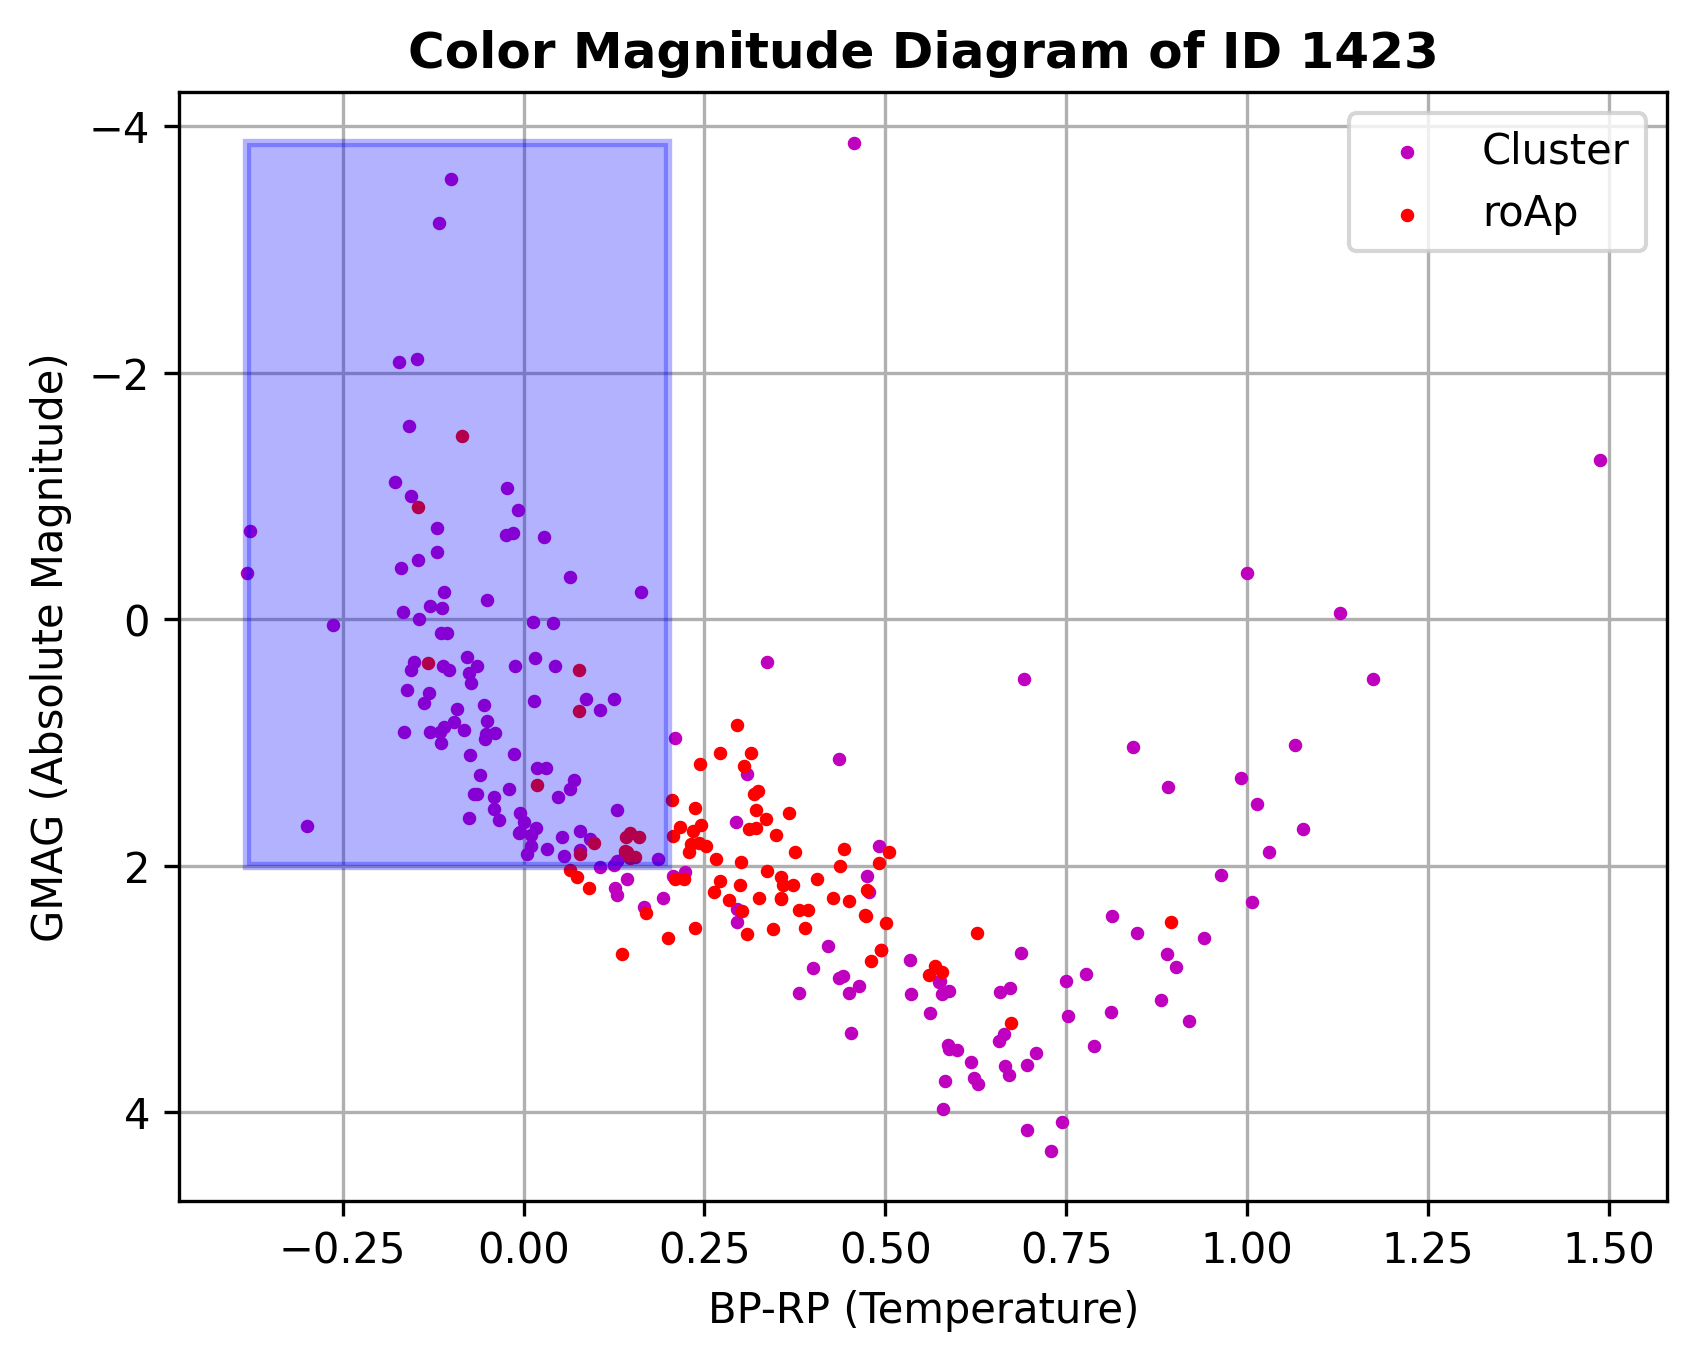 Color Magnitude Diagram of ID 1423
Cluster
roAp
GMAG (Absolute Magnitude)
−4
−2
0
2
4
−0.25 0.00 0.25 0.50 0.75 1.00 1.25 1.50
BP-RP (Temperature)